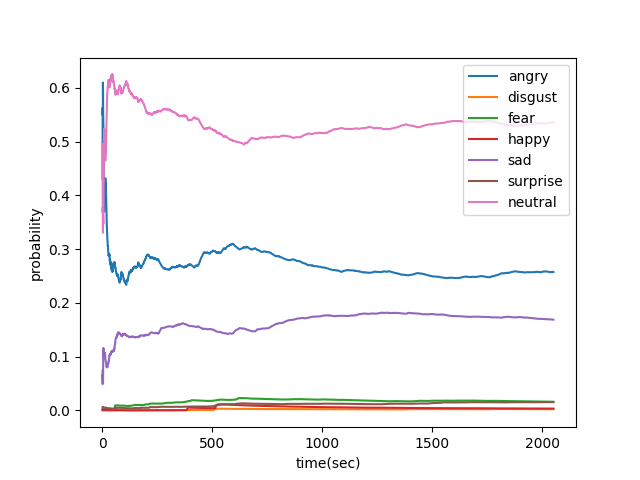 angry
disgust
fear
happy
sad
surprise
neutral
0.6
0.5
0.4
0.3
0.2
0.1
0.0
probability
0 500 1000 1500 2000
time(sec)